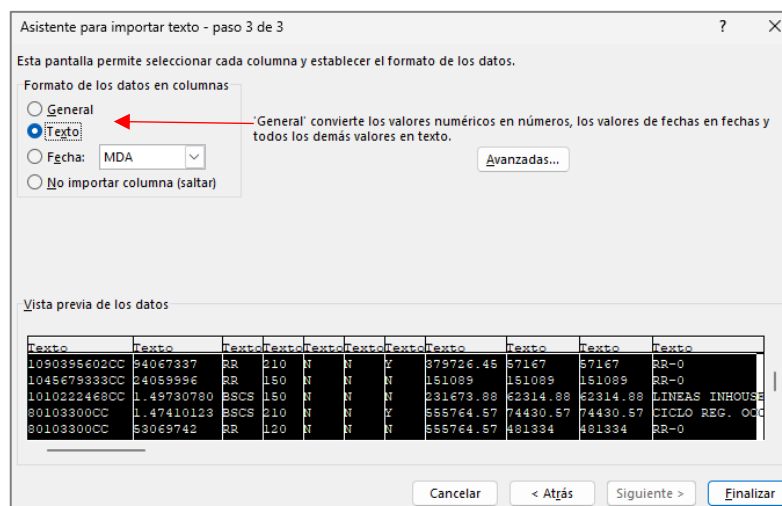 Asistente para importar texto - paso 3 de 3 ? ×
Esta pantalla permite seleccionar cada columna y establecer el formato de los datos.
Formato de los datos en columnas
General
Texto
Fecha: MDA
No importar columna (saltar)
'General' convierte los valores numéricos en números, los valores de fechas en fechas y
todos los demás valores en texto.
Avanzadas...
Vista previa de los datos
Texto Texto Texto Texto Texto Texto Texto Texto Texto Texto Texto
1090395602CC 94067337 RR 210 N N Y 379726.45 57167 57167 RR-0
1045679333CC 24059996 RR 150 N N N 151089 151089 151089 RR-0
1010222468CC 1.49730780 BSCS 150 N N N 231673.88 62314.88 62314.88 LINEAS INHOUSE
80103300CC 1.47410123 BSCS 210 N N Y 555764.57 74430.57 74430.57 CICLO REG. OCC
80103300CC 53069742 RR 120 N N N 555764.57 481334 481334 RR-0
Cancelar < Atrás Siguiente > Finalizar